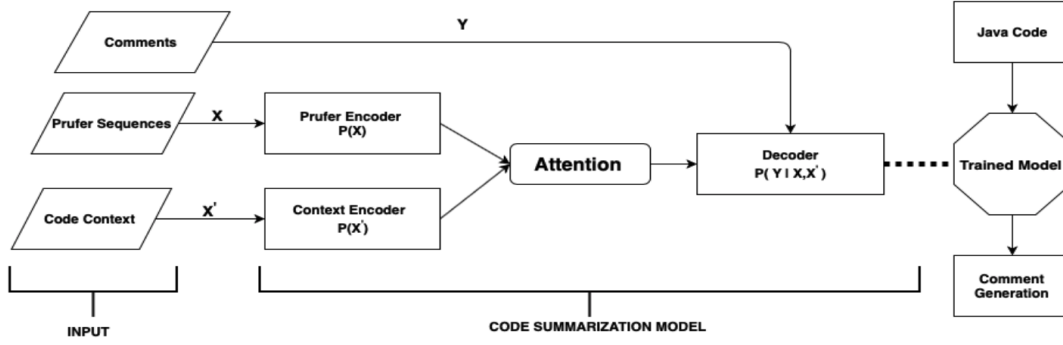 Comments
Y
Java Code
Prufer Sequences
X
Prufer Encoder
P(X)
Attention
Decoder
P( Y I X,X' )
Trained Model
Code Context
X'
Context Encoder
P(X')
Comment
Generation
INPUT
CODE SUMMARIZATION MODEL